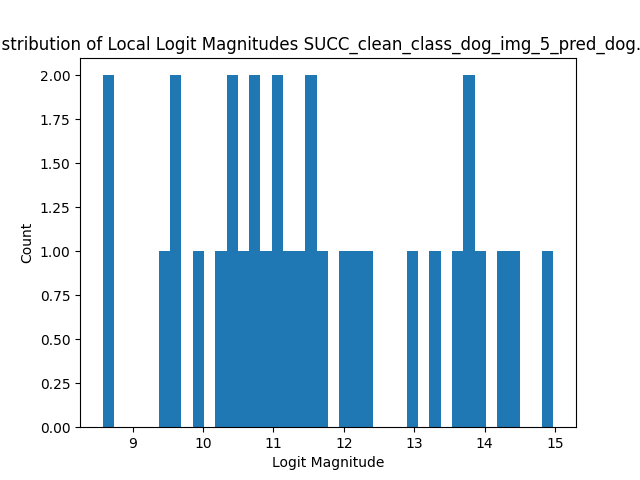 stribution of Local Logit Magnitudes SUCC_clean_class_dog_img_5_pred_dog.
2.00
1.75
1.50
1.25
1.00
0.75
0.50
0.25
0.00
Count
9 10 11 12 13 14 15
Logit Magnitude